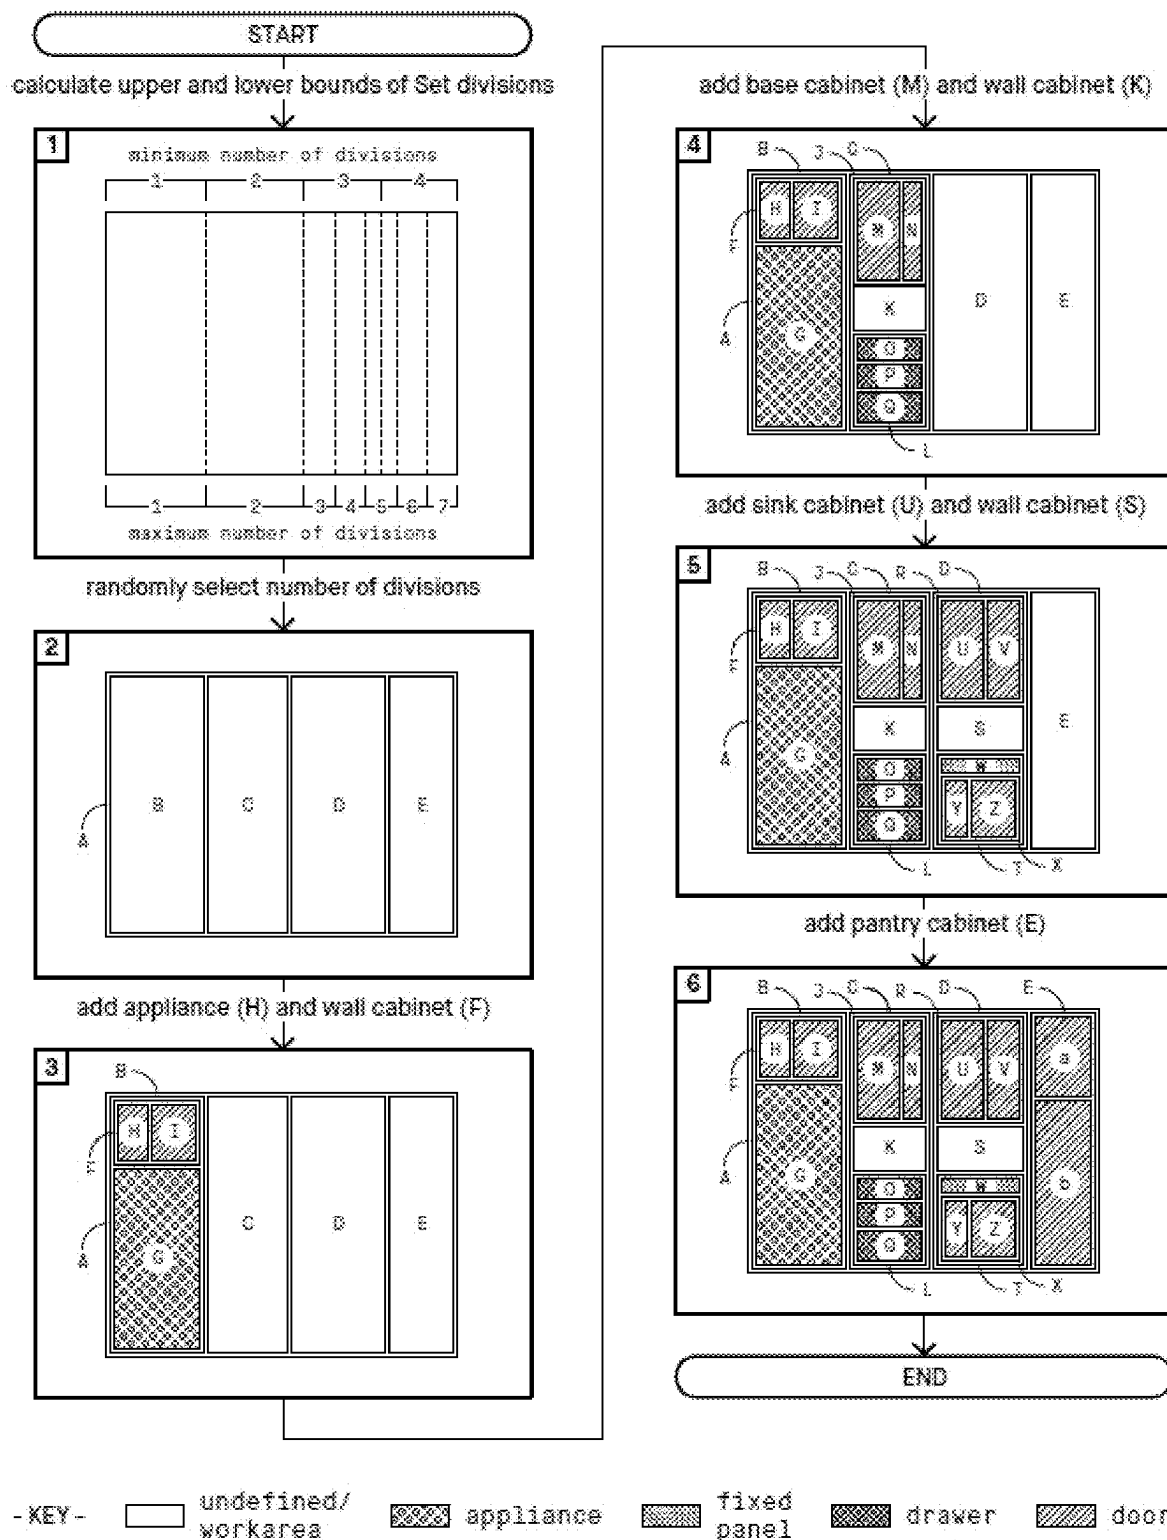 START
calculate upper and lower bounds of Set divisions
1
minimum number of divisions
1 2 3 4
1 2 3 4 5 6 7
maximum number of divisions
randomly select number of divisions
2
B C D E
A
add appliance (H) and wall cabinet (F)
3
B
H I
F
C D E
A
G
add base cabinet (M) and wall cabinet (K)
4
B J C
H I M N
F
K D E
A G
O
P
Q
L
add sink cabinet (U) and wall cabinet (S)
5
B J C R D
H I M N U V
F
K S E
A G
O W
P
Y Z
Q
L T X
add pantry cabinet (E)
6
B J C R D E
H I M N U V a
F
K S
A G b
O W
P
Y Z
Q
L T X
END
-KEY-
undefined/
workarea
appliance
fixed
panel
drawer
door